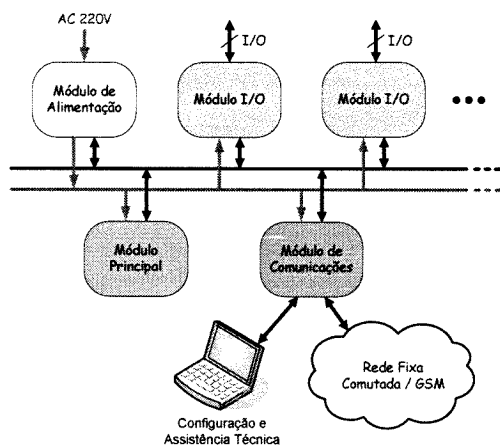 AC 220V
I/O
I/O
Módulo de
Alimentação
Módulo I/O
Módulo I/O
Módulo
Principal
Módulo de
Comunicações
Rede Fixa
Comutada / GSM
Configuração e
Assistência Técnica